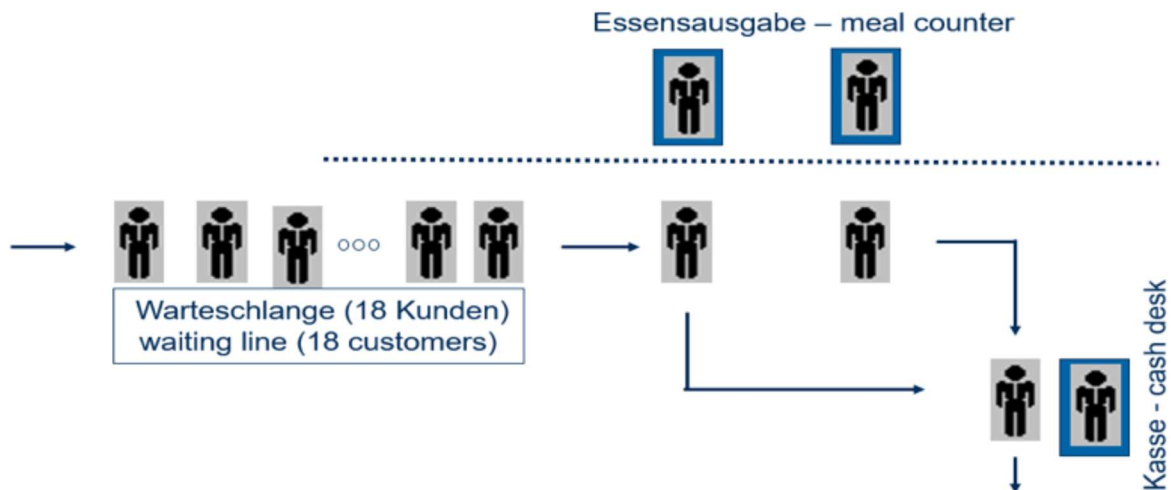 Essensausgabe – meal counter
Warteschlange (18 Kunden)
waiting line (18 customers)
Kasse - cash desk